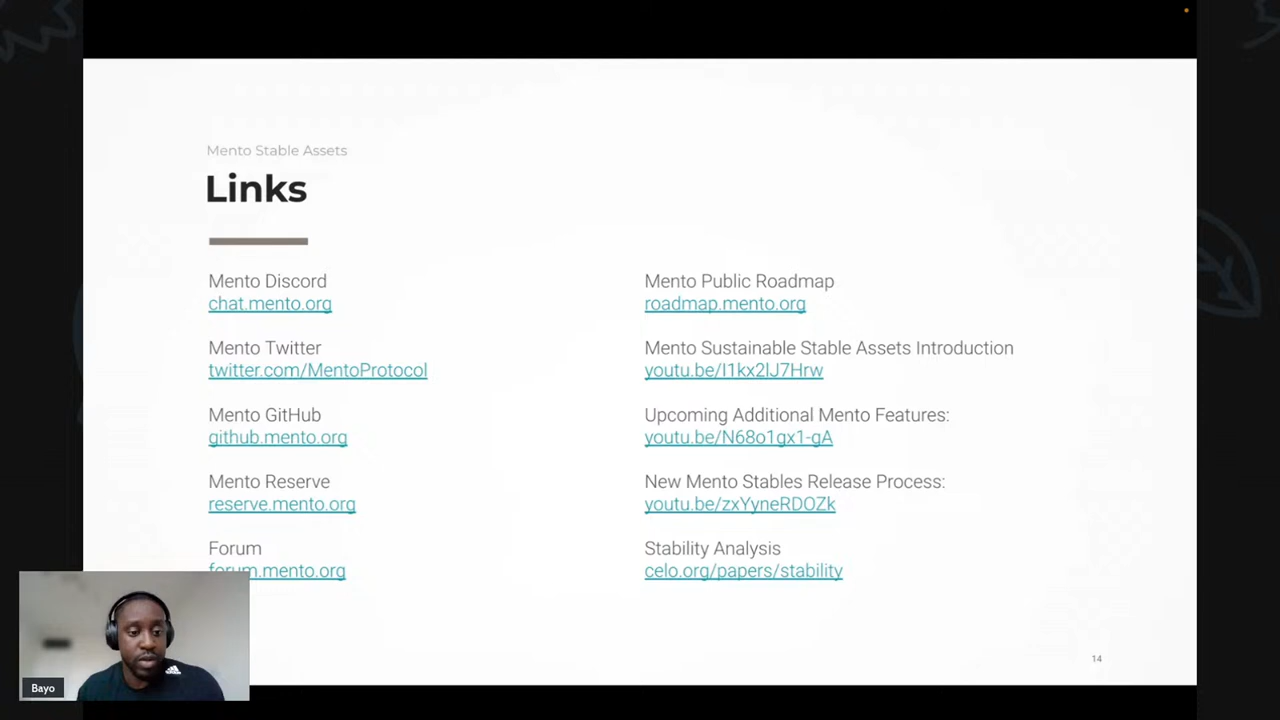 Mento Stable Assets
Links
Mento Discord
chat.mento.org
Mento Twitter
twitter.com/MentoProtocol
Mento GitHub
github.mento.org
Mento Reserve
reserve.mento.org
Forum
forum.mento.org
Mento Public Roadmap
roadmap.mento.org
Mento Sustainable Stable Assets Introduction
youtu.be/I1kx2lJ7Hrw
Upcoming Additional Mento Features:
youtu.be/N68o1gx1-gA
New Mento Stables Release Process:
youtu.be/zxYyneRDOZk
Stability Analysis
celo.org/papers/stability
14
Bayo